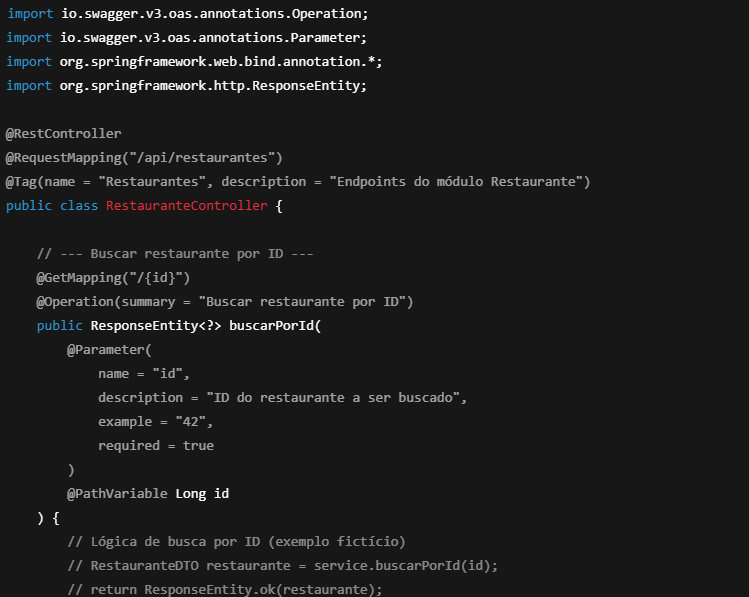 import io.swagger.v3.oas.annotations.Operation;
import io.swagger.v3.oas.annotations.Parameter;
import org.springframework.web.bind.annotation.*;
import org.springframework.http.ResponseEntity;

@RestController
@RequestMapping("/api/restaurantes")
@Tag(name = "Restaurantes", description = "Endpoints do módulo Restaurante")
public class RestauranteController {

    // --- Buscar restaurante por ID ---
    @GetMapping("/{id}")
    @Operation(summary = "Buscar restaurante por ID")
    public ResponseEntity<?> buscarPorId(
        @Parameter(
            name = "id",
            description = "ID do restaurante a ser buscado",
            example = "42",
            required = true
        )
        @PathVariable Long id
    ) {
        // Lógica de busca por ID (exemplo fictício)
        // RestauranteDTO restaurante = service.buscarPorId(id);
        // return ResponseEntity.ok(restaurante);